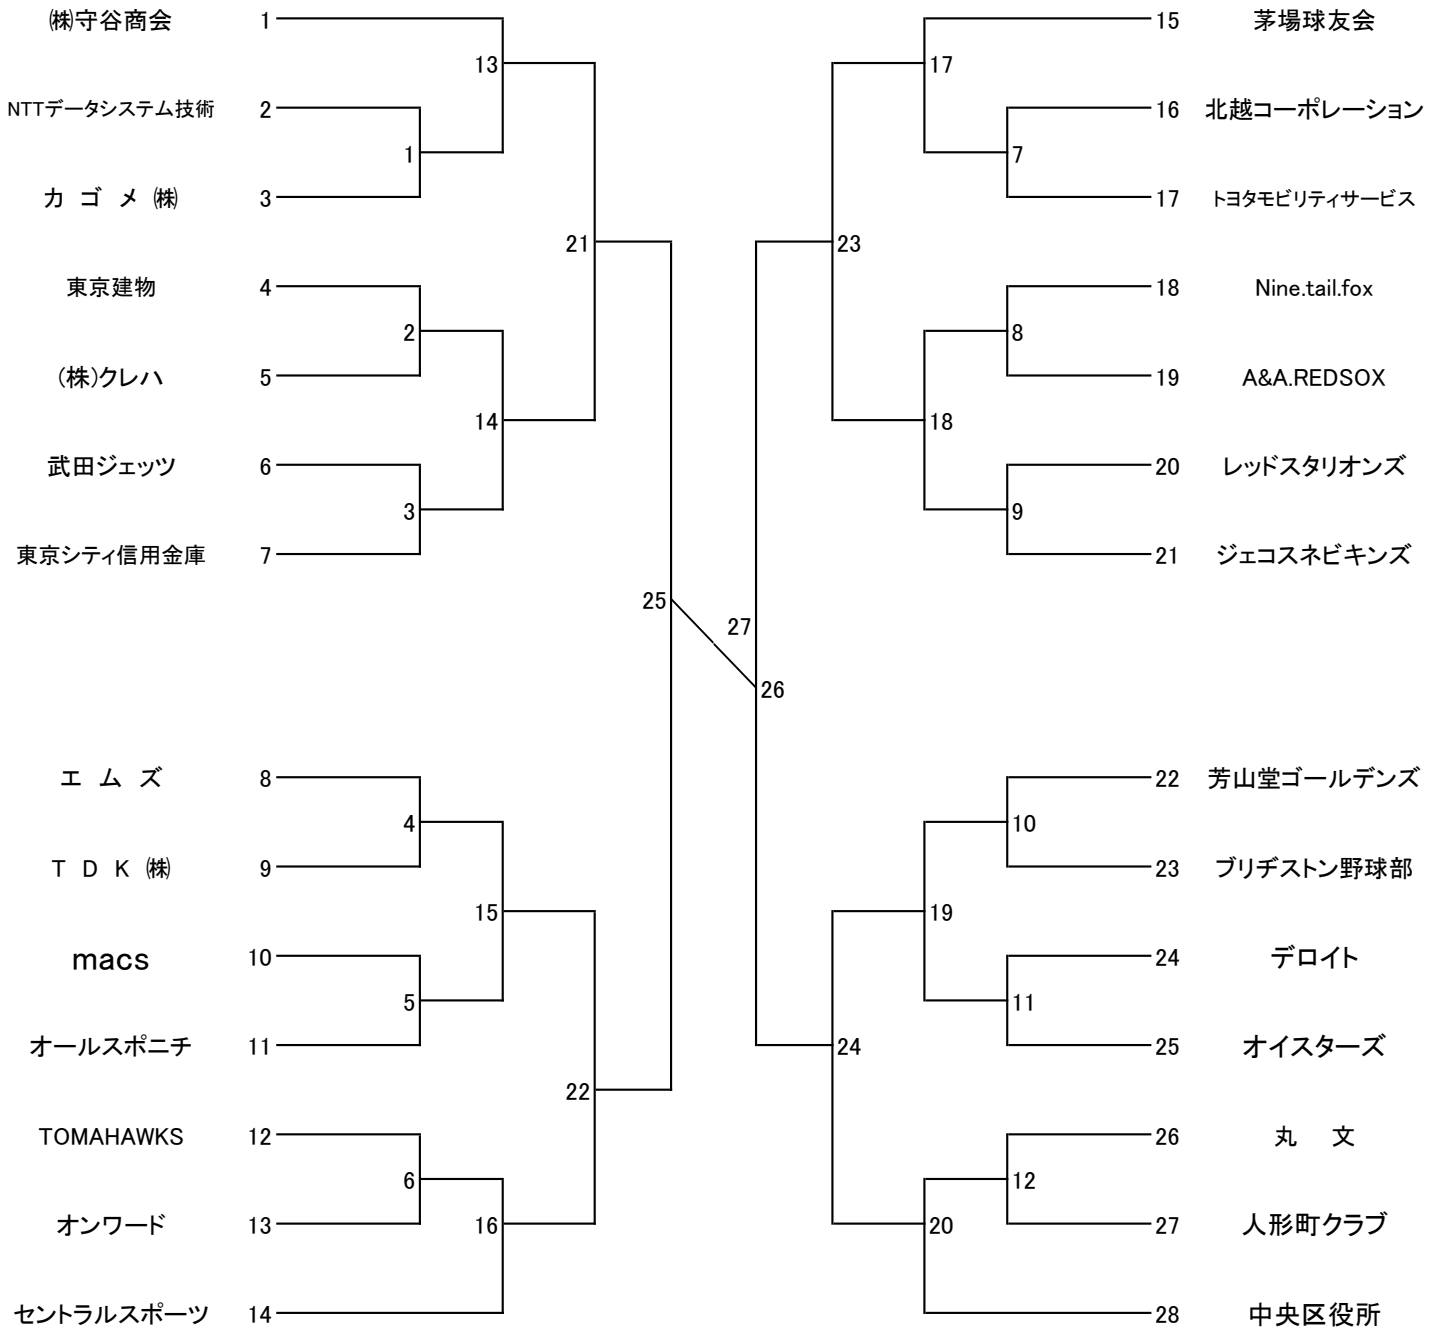 ㈱守谷商会 1
13
NTTデータシステム技術 2
1
カ ゴ メ ㈱ 3
21
東京建物 4
2
(株)クレハ 5
14
武田ジェッツ 6
3
東京シティ信用金庫 7
25
エ ム ズ 8
4
T D K ㈱ 9
15
macs 10
5
オールスポニチ 11
22
TOMAHAWKS 12
6
オンワード 13
16
セントラルスポーツ 14
27
26
15 茅場球友会
17
16 北越コーポレーション
7
17 トヨタモビリティサービス
23
18 Nine.tail.fox
8
19 A&A.REDSOX
18
20 レッドスタリオンズ
9
21 ジェコスネビキンズ
22 芳山堂ゴールデンズ
10
23 ブリヂストン野球部
19
24 デロイト
11
25 オイスターズ
24
26 丸 文
12
27 人形町クラブ
20
28 中央区役所